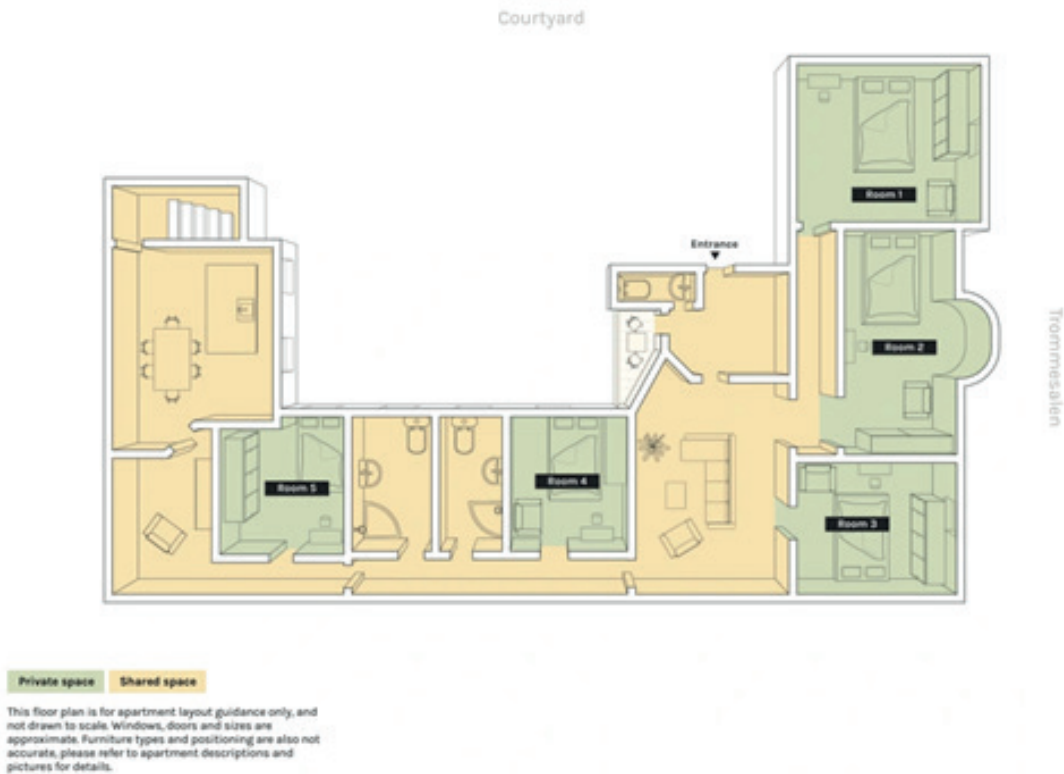 Courtyard
Room 1
Entrance
Room 2
Trommesalen
Room 5
Room 4
Room 3
Private space
Shared space
This floor plan is for apartment layout guidance only, and
not drawn to scale. Windows, doors and sizes are
approximate. Furniture types and positioning are also not
accurate, please refer to apartment descriptions and
pictures for details.